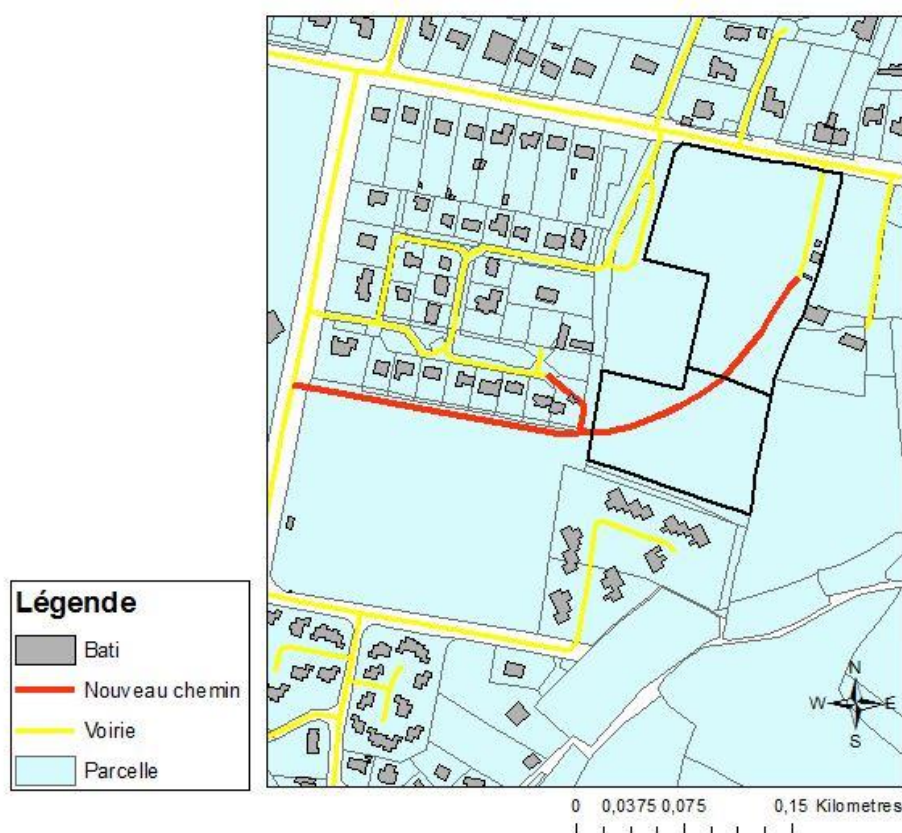 Légende
Bati
Nouveau chemin
Voirie
Parcelle
N
W E
S
0 0,0375 0,075 0,15 Kilometres